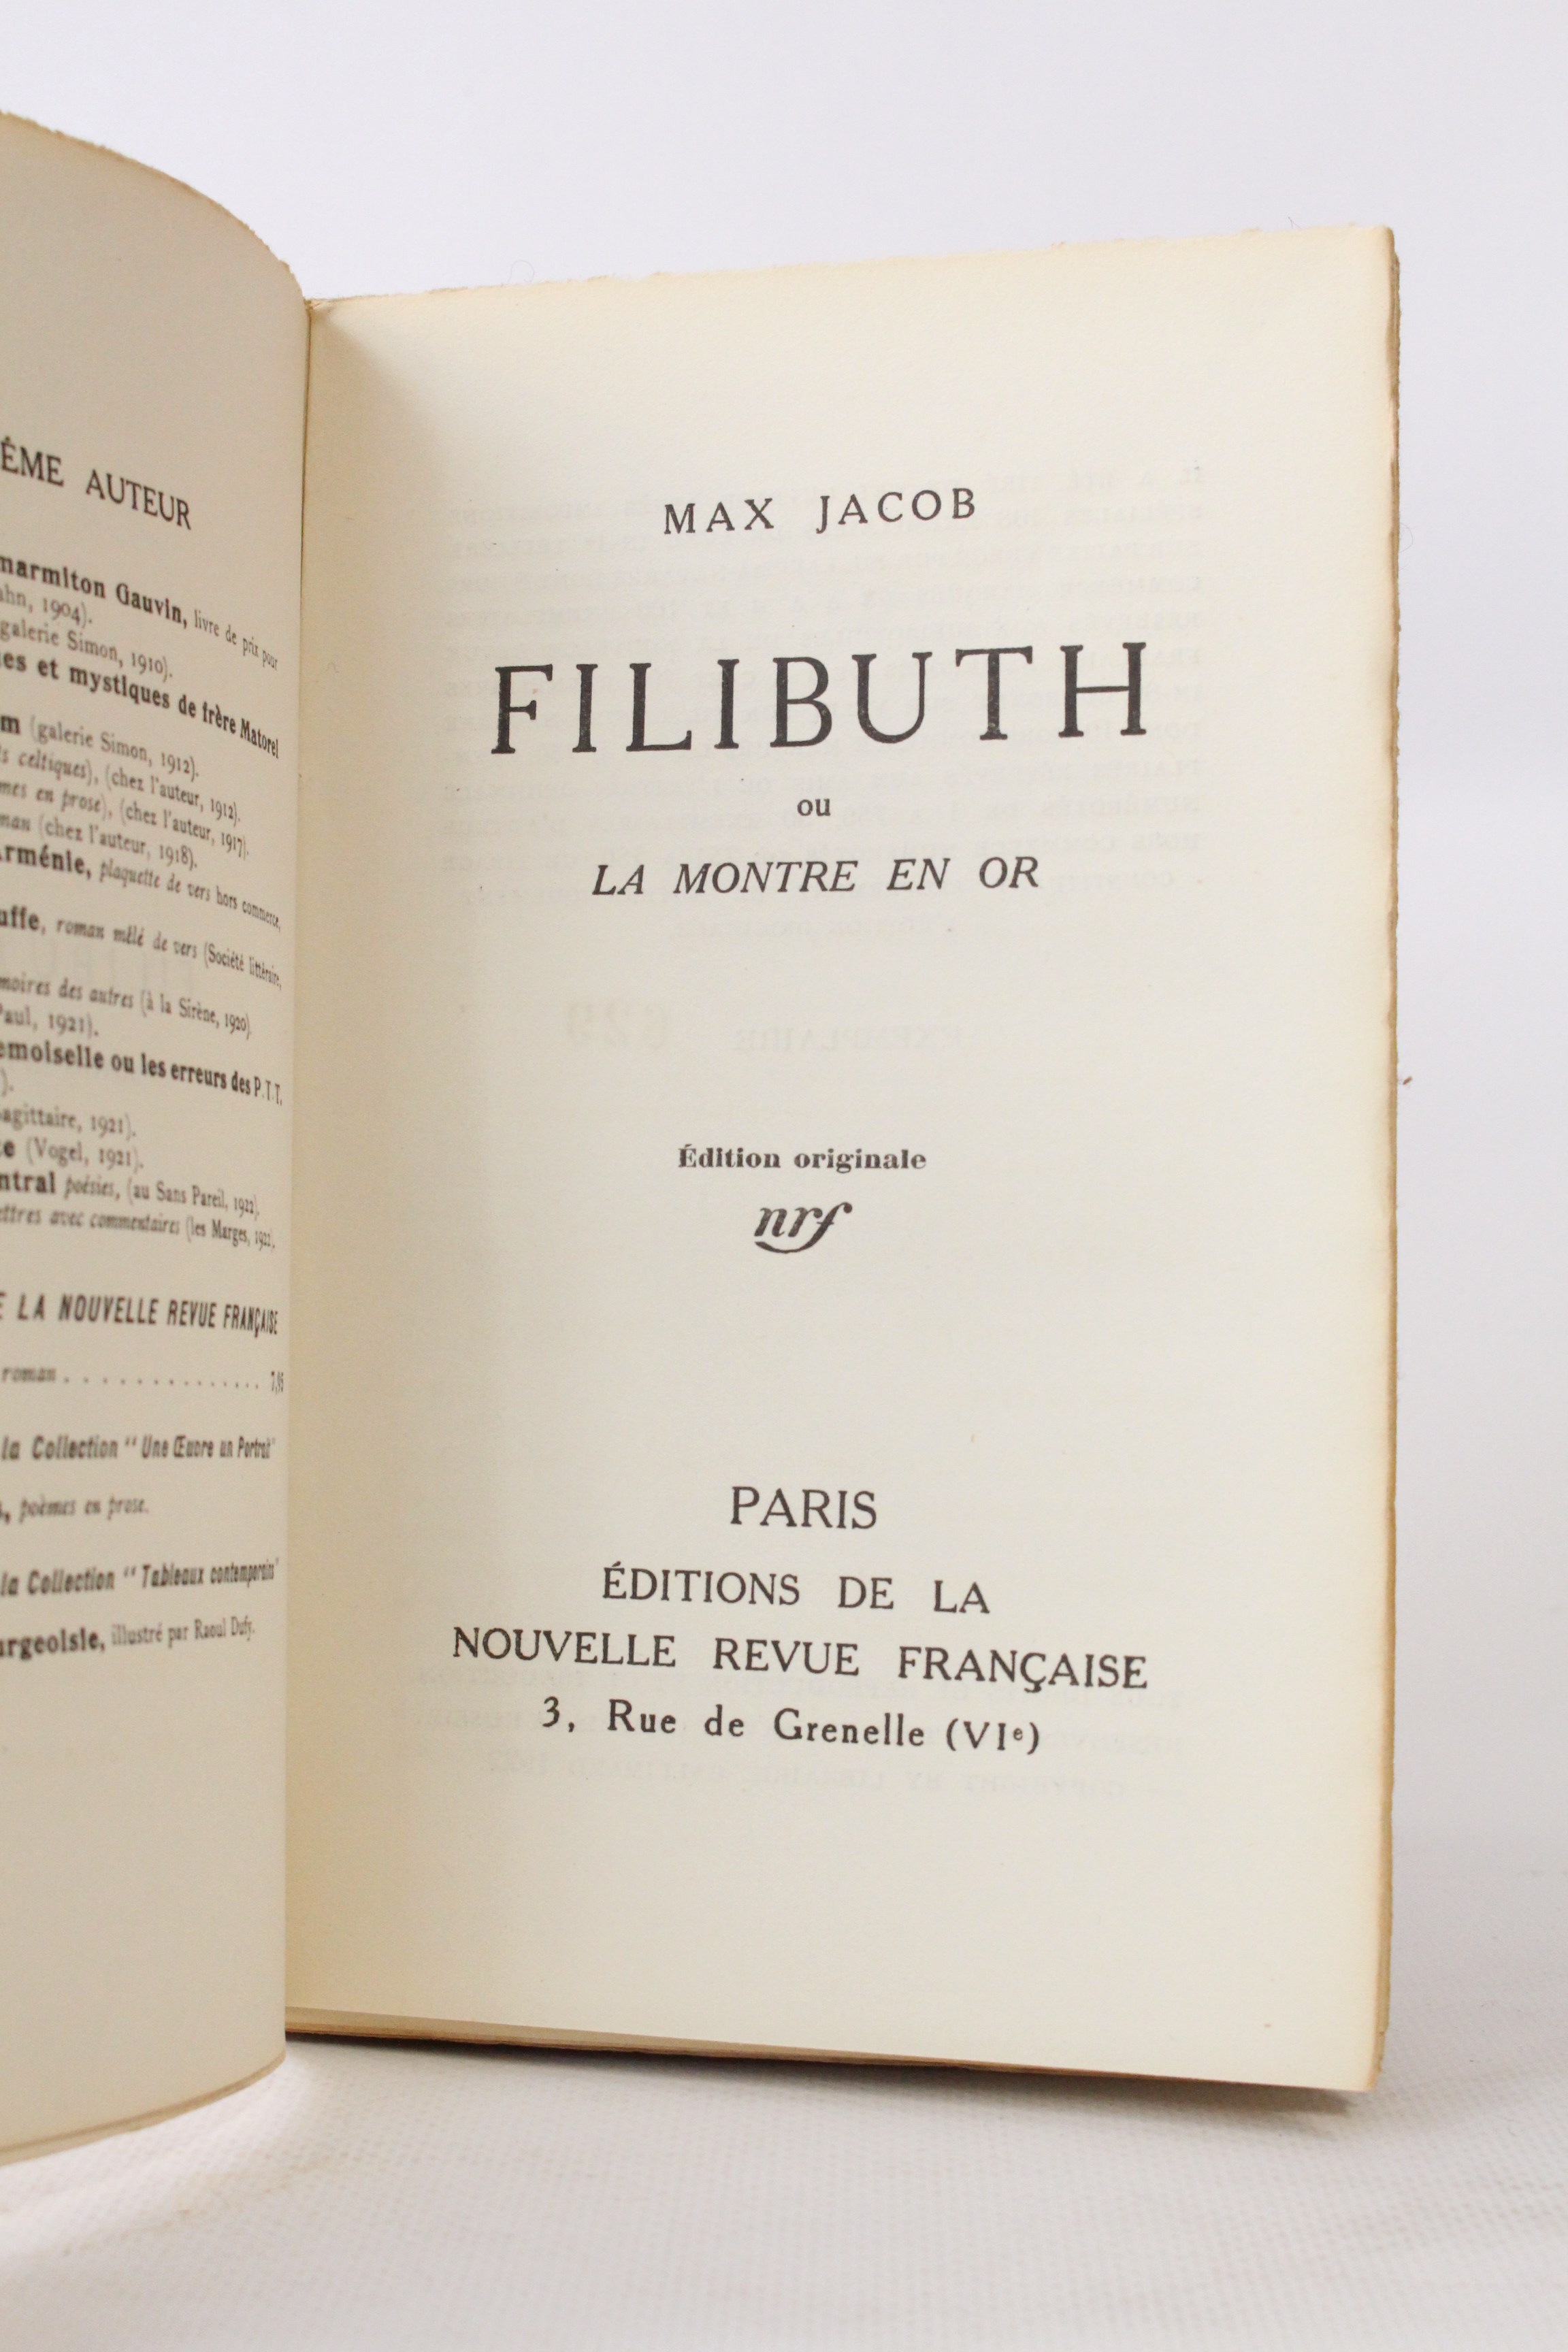 ÊME AUTEUR
marmiton Gauvin, livre de prix pour
ahn, 1904).
galerie Simon, 1910).
ues et mystiques de frère Matorel
m (galerie Simon, 1912).
s celtiques), (chez l'auteur, 1912).
mes en prose), (chez l'auteur, 1917).
man (chez l'auteur, 1918).
Arménie, plaquette de vers hors commerce,
uffe, roman mêlé de vers (Société littéraire,
moires des autres (à la Sirène, 1920)
Paul, 1921).
emoiselle ou les erreurs des P.T.T.
).
agittaire, 1921).
te (Vogel, 1921).
ntral poésies, (au Sans Pareil, 1922).
ettres avec commentaires (les Marges, 1922).
E LA NOUVELLE REVUE FRANÇAISE
roman . . . . . . . . . . . . . . 7,95
la Collection "Une Œuvre un Portrait"
s, poèmes en prose.
la Collection "Tableaux contemporains"
urgeoisie, illustré par Raoul Dufy.
MAX JACOB
FILIBUTH
ou
LA MONTRE EN OR
Édition originale
nrf
PARIS
ÉDITIONS DE LA
NOUVELLE REVUE FRANÇAISE
3, Rue de Grenelle (VIe)